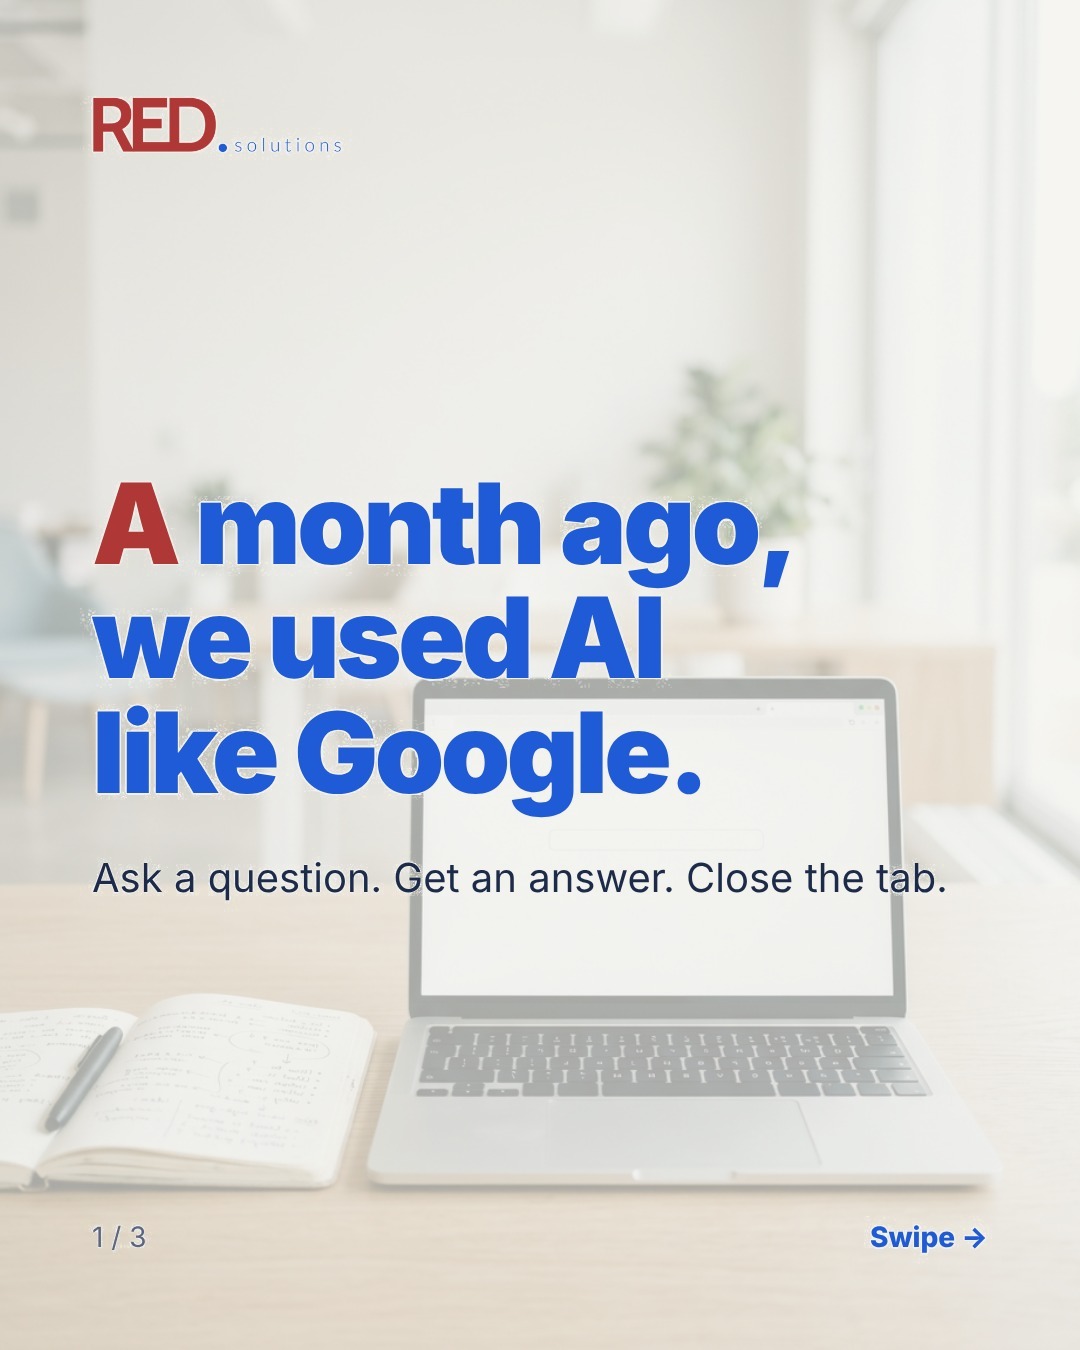 RED.solutions
A month ago,
we used AI
like Google.
Ask a question. Get an answer. Close the tab.
1 / 3
Swipe →